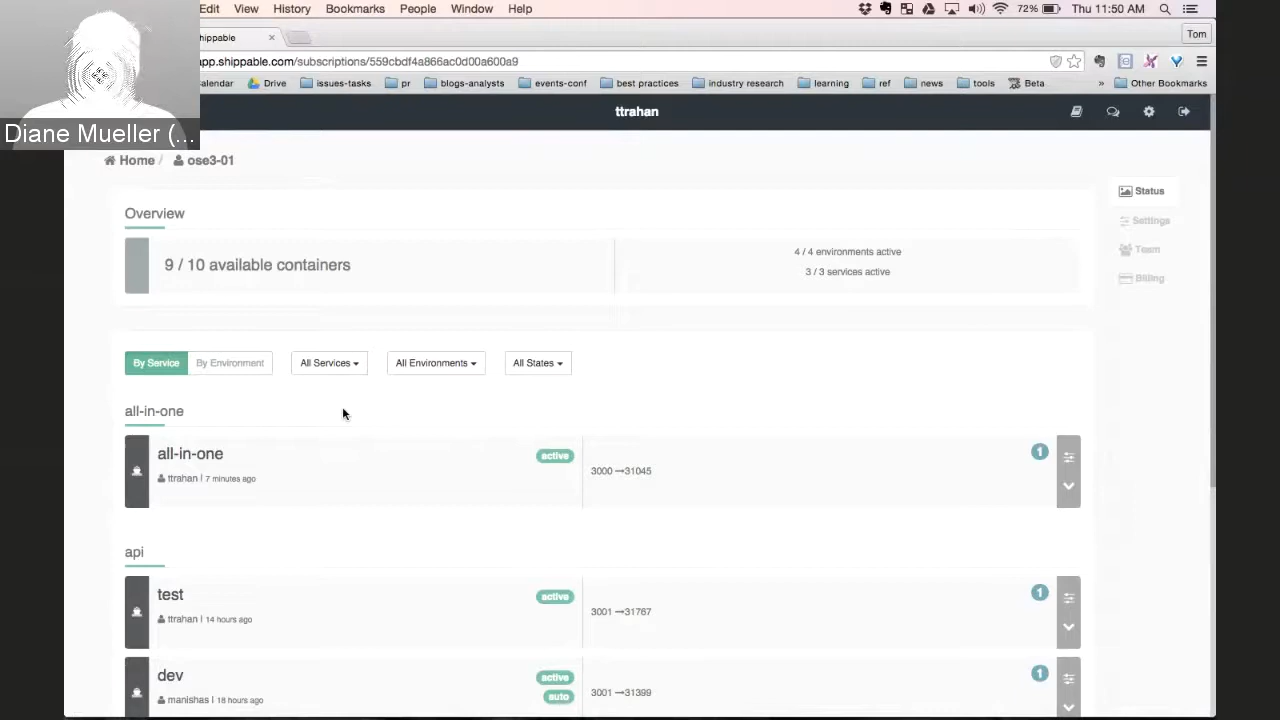 Edit View History Bookmarks People Window Help 72% Thu 11:50 AM
hippable × Tom
app.shippable.com/subscriptions/559cbdf4a866ac0d00a600a9
alendar Drive issues-tasks pr blogs-analysts events-conf best practices industry research learning ref news tools Beta » Other Bookmarks
Diane Mueller (...
ttrahan
Home / ose3-01
Status
Settings
Team
Billing
Overview
9 / 10 available containers
4 / 4 environments active
3 / 3 services active
By Service By Environment All Services All Environments All States
all-in-one
all-in-one active 3000 →31045 1
ttrahan | 7 minutes ago
api
test active 3001 →31767 1
ttrahan | 14 hours ago
dev active 3001 →31399 1
manishas | 18 hours ago auto